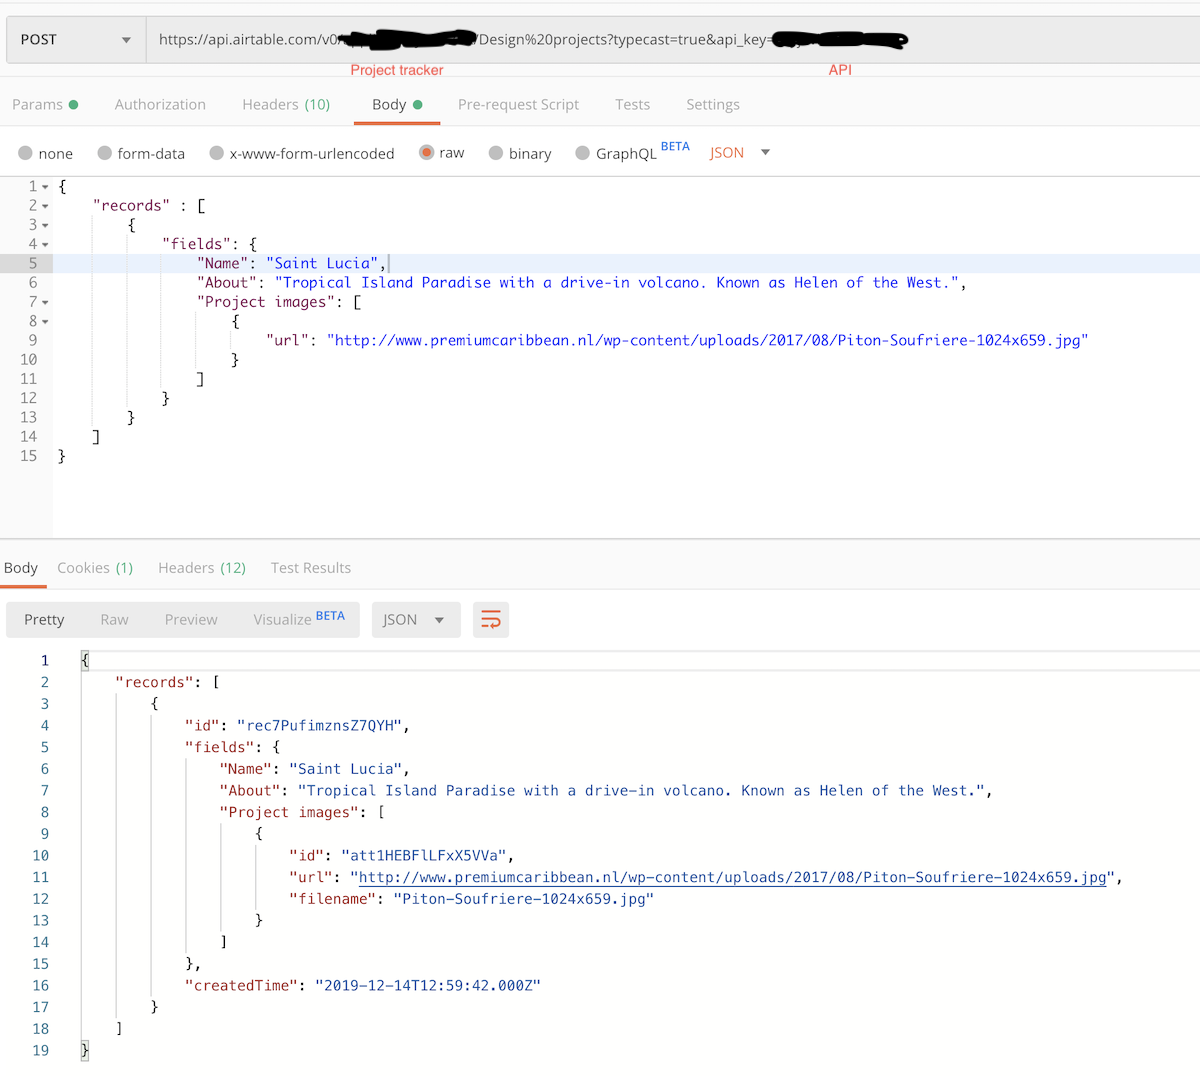 POST https://api.airtable.com/v0/ /Design%20projects?typecast=true&api_key=
Project tracker API
Params Authorization Headers (10) Body Pre-request Script Tests Settings
none form-data x-www-form-urlencoded raw binary GraphQL BETA JSON
1 {
2 "records" : [
3 {
4 "fields": {
5 "Name": "Saint Lucia",
6 "About": "Tropical Island Paradise with a drive-in volcano. Known as Helen of the West.",
7 "Project images": [
8 {
9 "url": "http://www.premiumcaribbean.nl/wp-content/uploads/2017/08/Piton-Soufriere-1024x659.jpg"
10 }
11 ]
12 }
13 }
14 ]
15 }
Body Cookies (1) Headers (12) Test Results
Pretty Raw Preview Visualize BETA JSON
1 {
2 "records": [
3 {
4 "id": "rec7PufimznsZ7QYH",
5 "fields": {
6 "Name": "Saint Lucia",
7 "About": "Tropical Island Paradise with a drive-in volcano. Known as Helen of the West.",
8 "Project images": [
9 {
10 "id": "att1HEBFlLFxX5VVa",
11 "url": "http://www.premiumcaribbean.nl/wp-content/uploads/2017/08/Piton-Soufriere-1024x659.jpg",
12 "filename": "Piton-Soufriere-1024x659.jpg"
13 }
14 ]
15 },
16 "createdTime": "2019-12-14T12:59:42.000Z"
17 }
18 ]
19 }